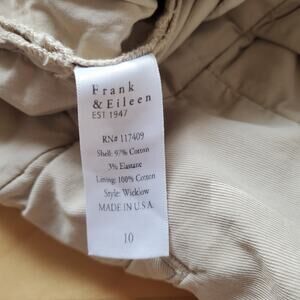 Frank
& Eileen
EST 1947
RN# 117409
Shell: 97% Cotton
3% Elastane
Lining: 100% Cotton
Style: Wicklow
MADE IN U.S.A.
10